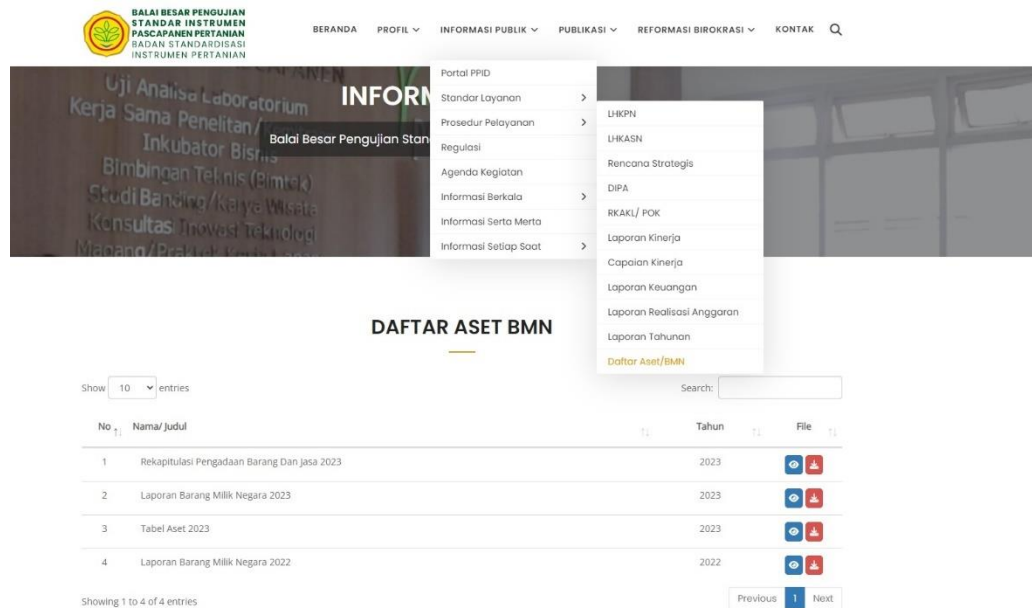 BALAI BESAR PENGUJIAN
STANDAR INSTRUMEN
PASCAPANEN PERTANIAN
BADAN STANDARDISASI
INSTRUMEN PERTANIAN
BERANDA PROFIL INFORMASI PUBLIK PUBLIKASI REFORMASI BIROKRASI KONTAK
Uji Analisa Laboratorium
Kerja Sama Penelitian/
Inkubator Bisnis
Bimbingan Teknis (Bimtek)
Studi Banding/Karya Wisata
Konsultasi Inovasi Teknologi
Magang/
INFORM
Balai Besar Pengujian Stan
Portal PPID
Standar Layanan
Prosedur Pelayanan
Regulasi
Agenda Kegiatan
Informasi Berkala
Informasi Serta Merta
Informasi Setiap Saat
LHKPN
LHKASN
Rencana Strategis
DIPA
RKAKL/ POK
Laporan Kinerja
Capaian Kinerja
Laporan Keuangan
Laporan Realisasi Anggaran
Laporan Tahunan
Daftar Aset/BMN
DAFTAR ASET BMN
Show 10 entries Search:
No Nama/ Judul Tahun File
1 Rekapitulasi Pengadaan Barang Dan Jasa 2023 2023
2 Laporan Barang Milik Negara 2023 2023
3 Tabel Aset 2023 2023
4 Laporan Barang Milik Negara 2022 2022
Showing 1 to 4 of 4 entries Previous 1 Next